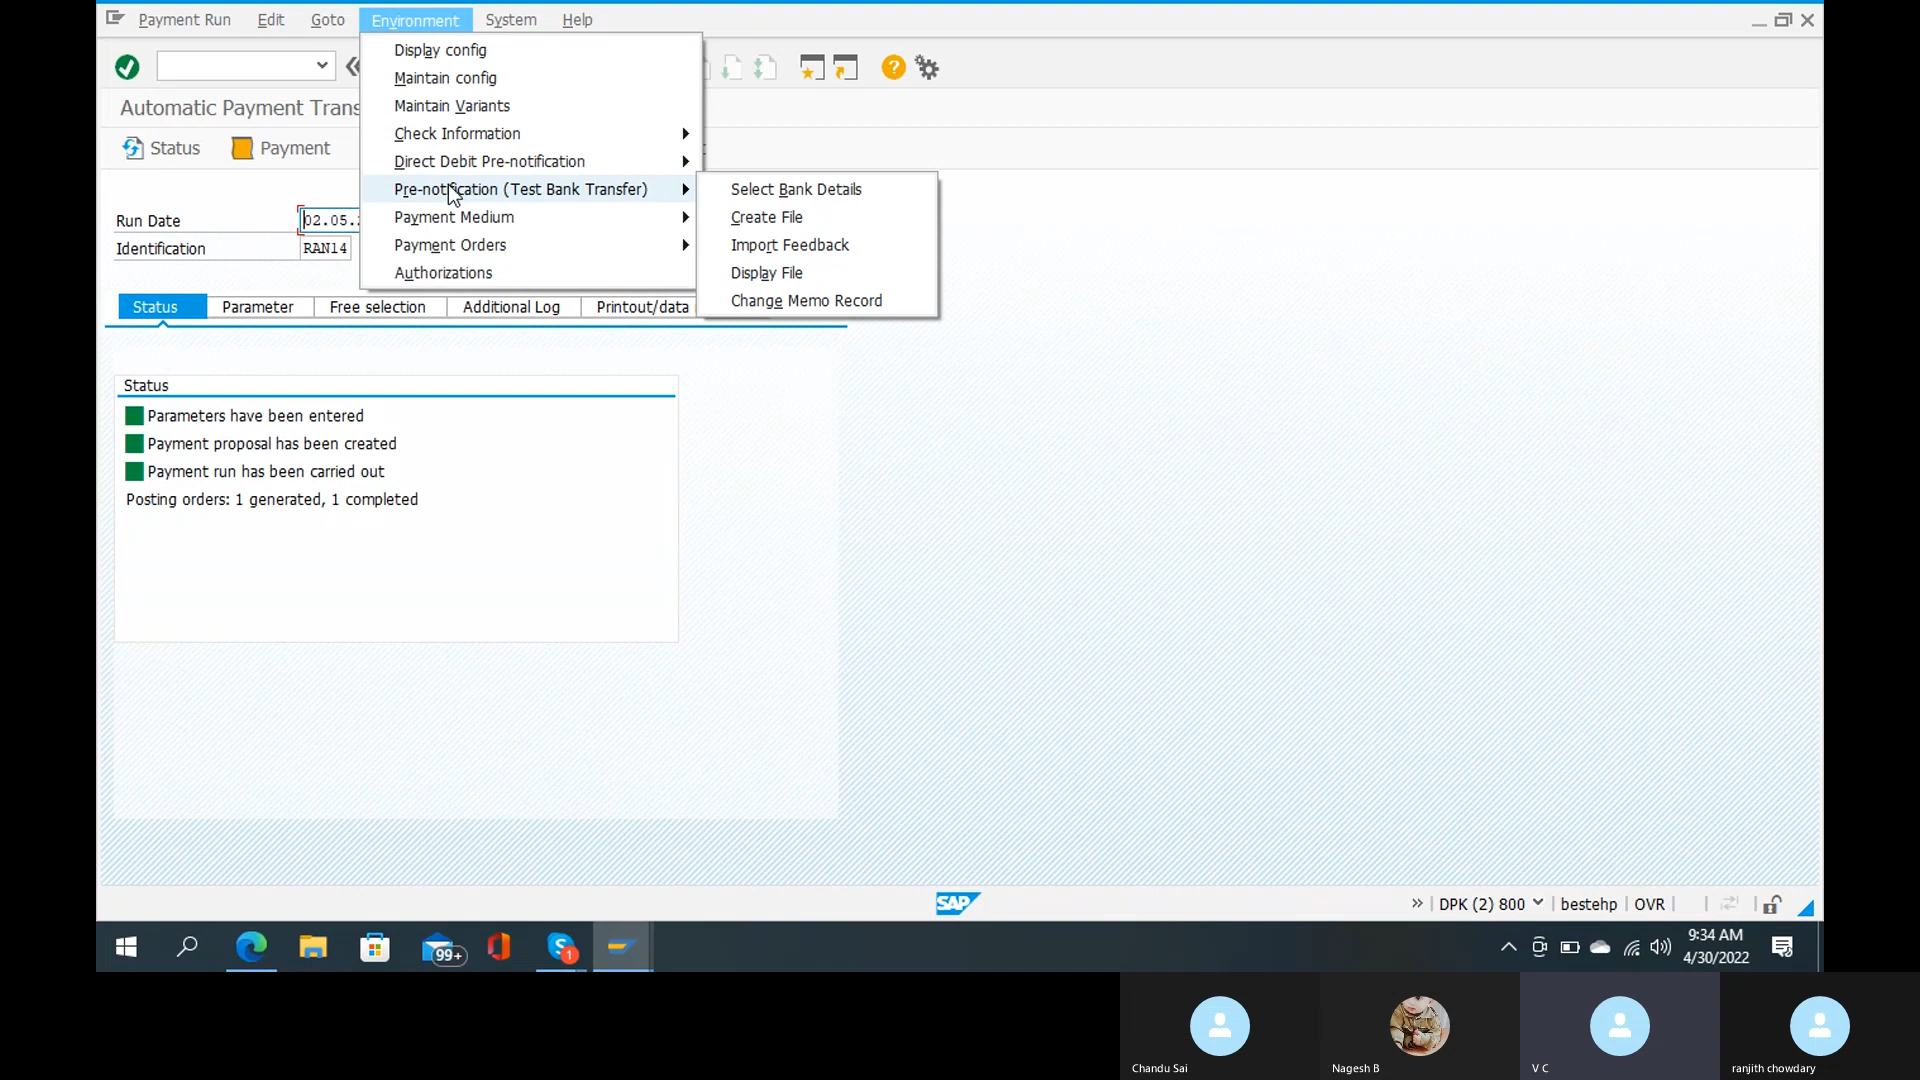 Payment Run Edit Goto Environment System Help
Display config
Maintain config
Maintain Variants
Check Information
Direct Debit Pre-notification
Pre-notification (Test Bank Transfer)
Payment Medium
Payment Orders
Authorizations
Select Bank Details
Create File
Import Feedback
Display File
Change Memo Record
Automatic Payment Trans
Status Payment
Run Date 02.05.
Identification RAN14
Status Parameter Free selection Additional Log Printout/data
Status
Parameters have been entered
Payment proposal has been created
Payment run has been carried out
Posting orders: 1 generated, 1 completed
SAP
DPK (2) 800 bestehp OVR
99+
1
9:34 AM
4/30/2022
Chandu Sai Nagesh B V C ranjith chowdary